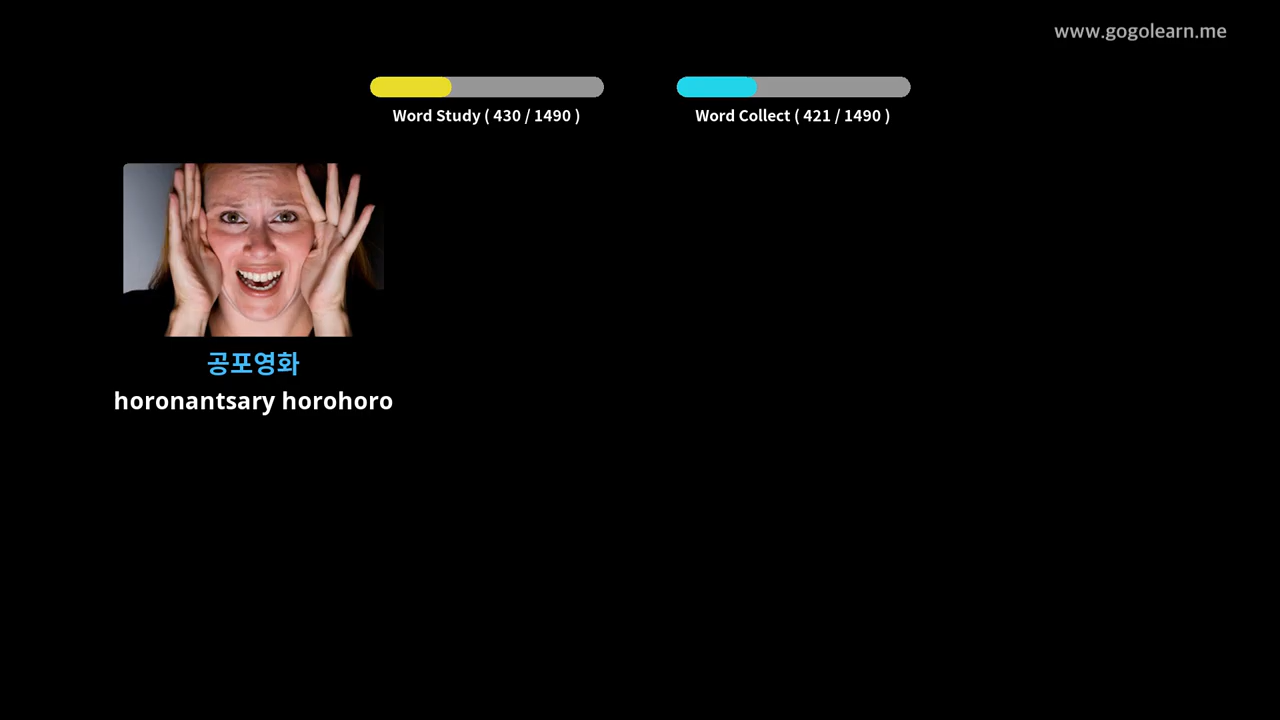 www.gogolearn.me
Word Study ( 430 / 1490 )
Word Collect ( 421 / 1490 )
공포영화
horonantsary horohoro